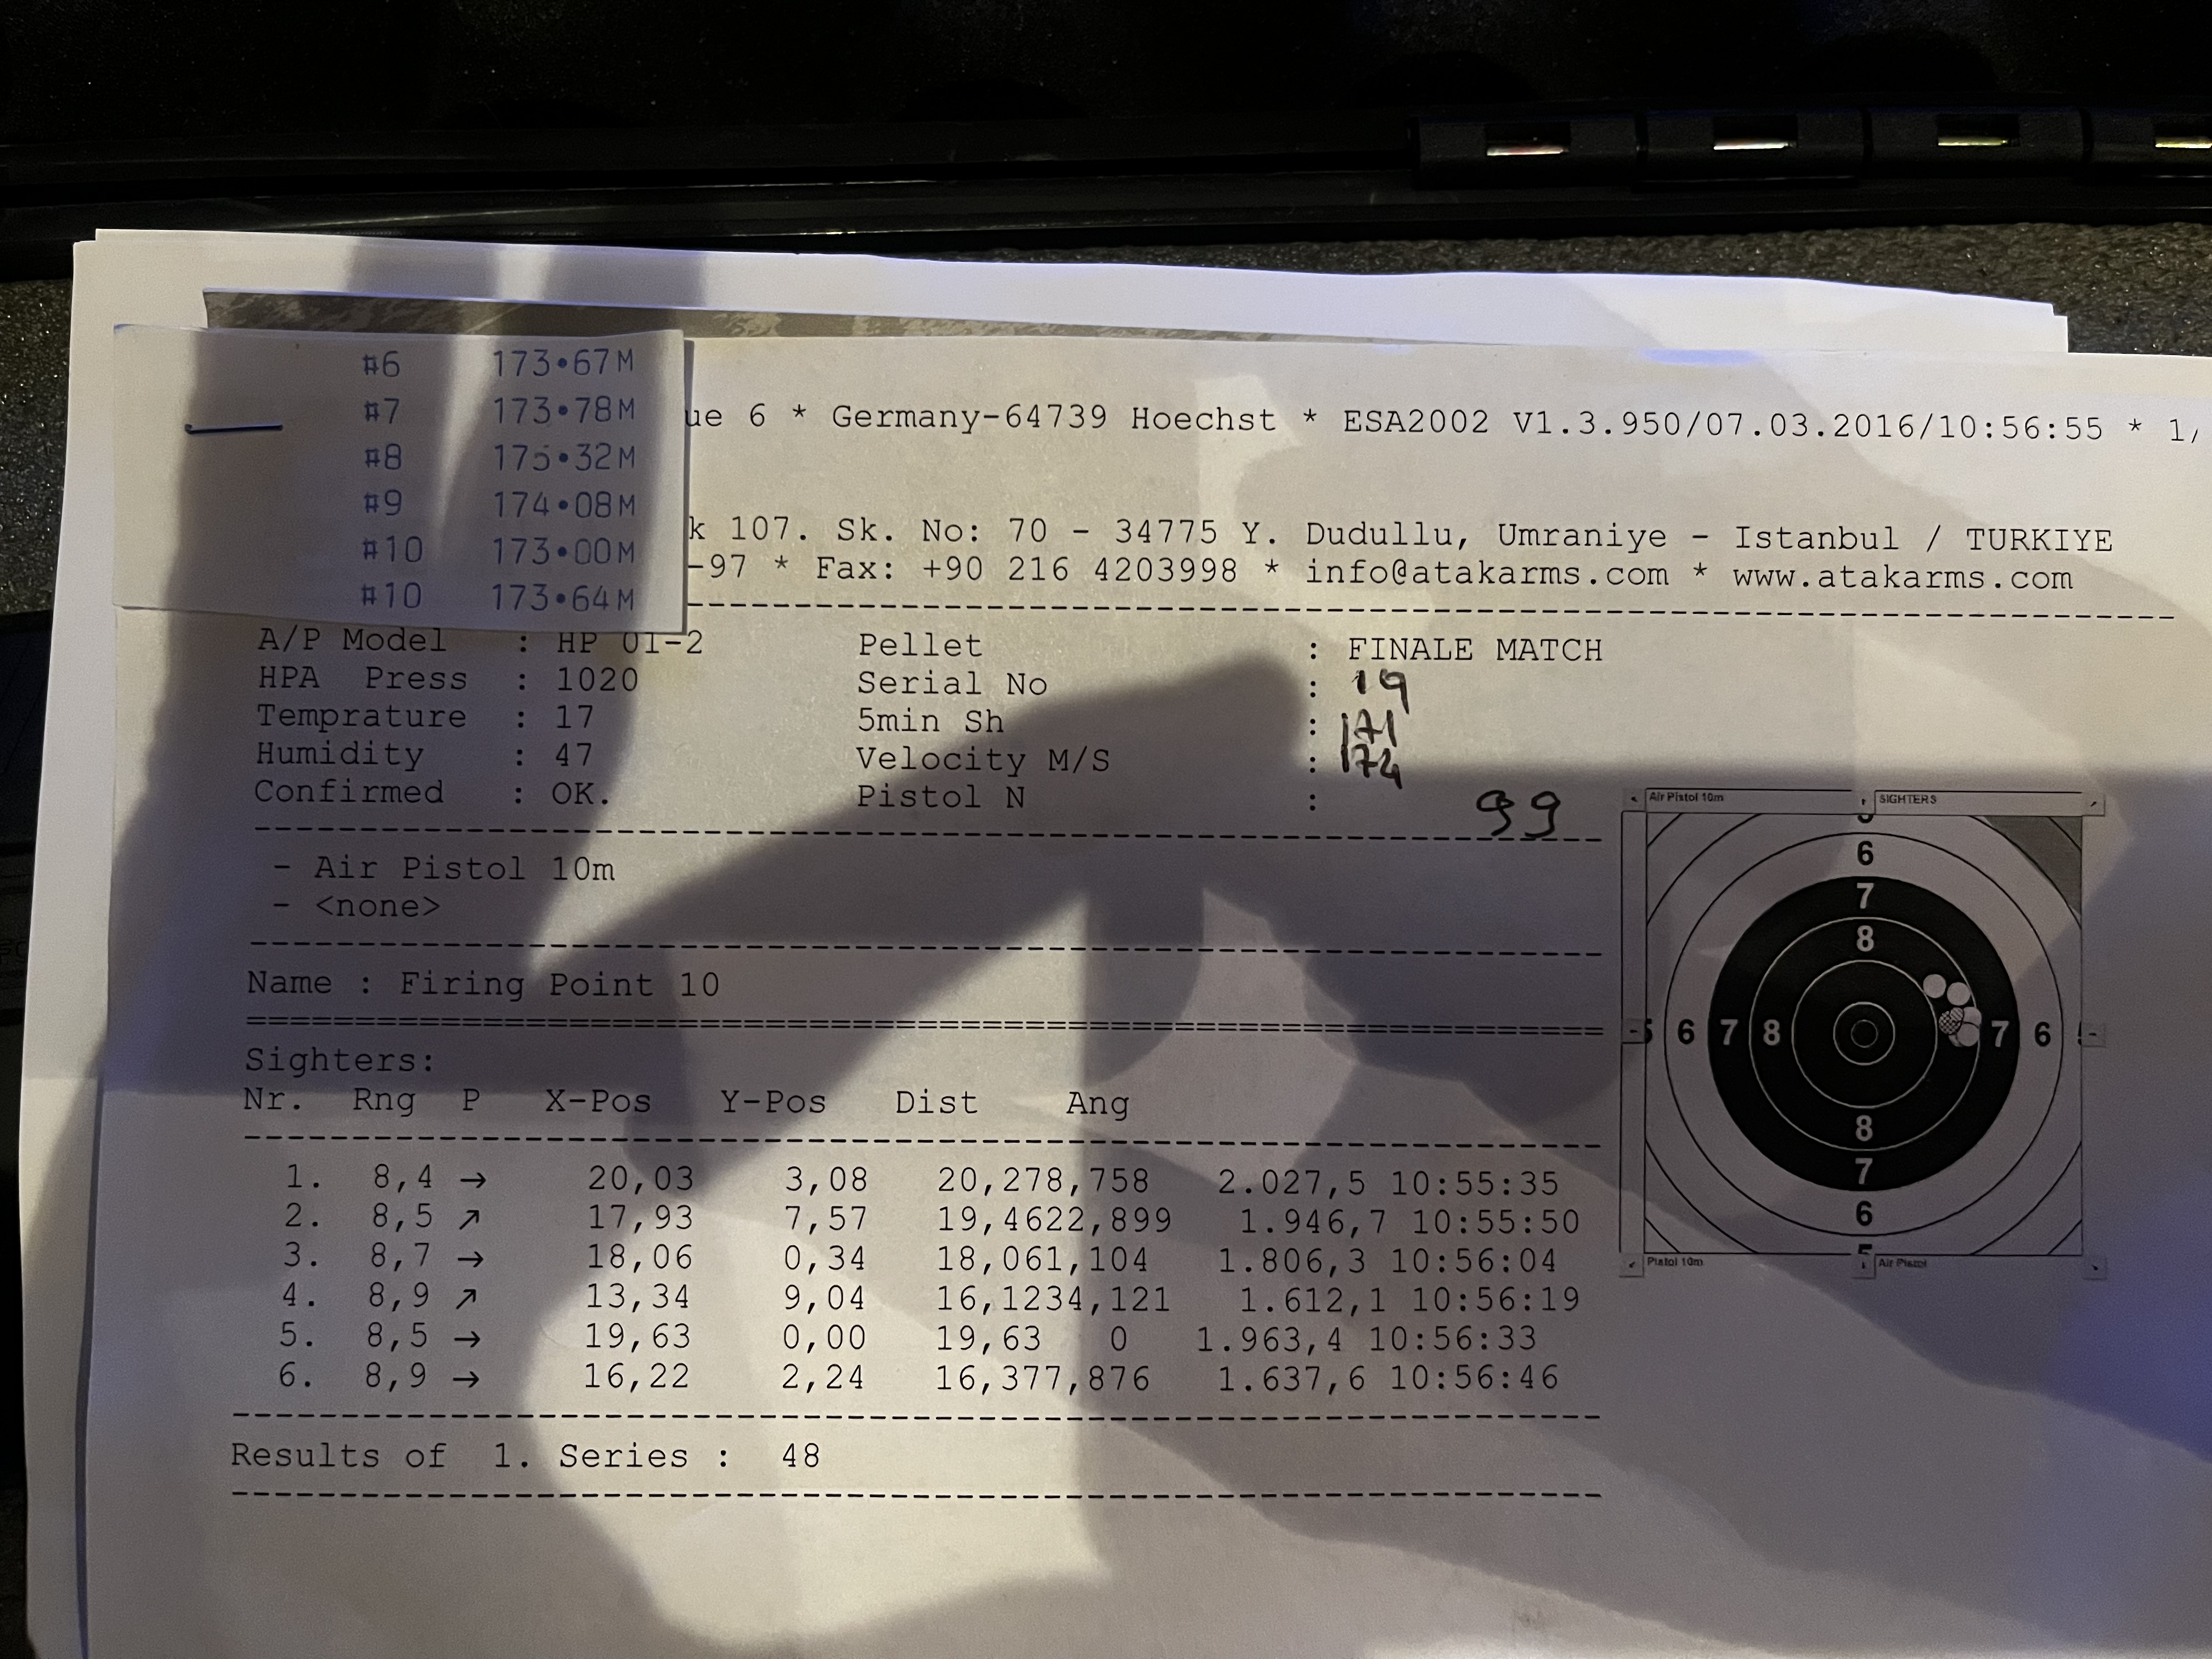 #6 173.67M
#7 173.78M
#8 175.32M
#9 174.08M
#10 173.00M
#10 173.64M
ue 6 * Germany-64739 Hoechst * ESA2002 V1.3.950/07.03.2016/10:56:55 * 1/
k 107. Sk. No: 70 - 34775 Y. Dudullu, Umraniye - Istanbul / TURKIYE
-97 * Fax: +90 216 4203998 * info@atakarms.com * www.atakarms.com
A/P Model : HP 01-2 Pellet : FINALE MATCH
HPA Press : 1020 Serial No : 19
Temprature : 17 5min Sh : 171
Humidity : 47 Velocity M/S : 174
Confirmed : OK. Pistol N : 99
- Air Pistol 10m
- <none>
Name : Firing Point 10
Sighters:
Nr. Rng P X-Pos Y-Pos Dist Ang
1. 8,4 → 20,03 3,08 20,278,758 2.027,5 10:55:35
2. 8,5 ↗ 17,93 7,57 19,4622,899 1.946,7 10:55:50
3. 8,7 → 18,06 0,34 18,061,104 1.806,3 10:56:04
4. 8,9 ↗ 13,34 9,04 16,1234,121 1.612,1 10:56:19
5. 8,5 → 19,63 0,00 19,63 0 1.963,4 10:56:33
6. 8,9 → 16,22 2,24 16,377,876 1.637,6 10:56:46
Results of 1. Series : 48
Air Pistol 10m SIGHTERS
6
7
8
6 7 8 7 6
8
7
6
5
Pistol 10m Air Pistol